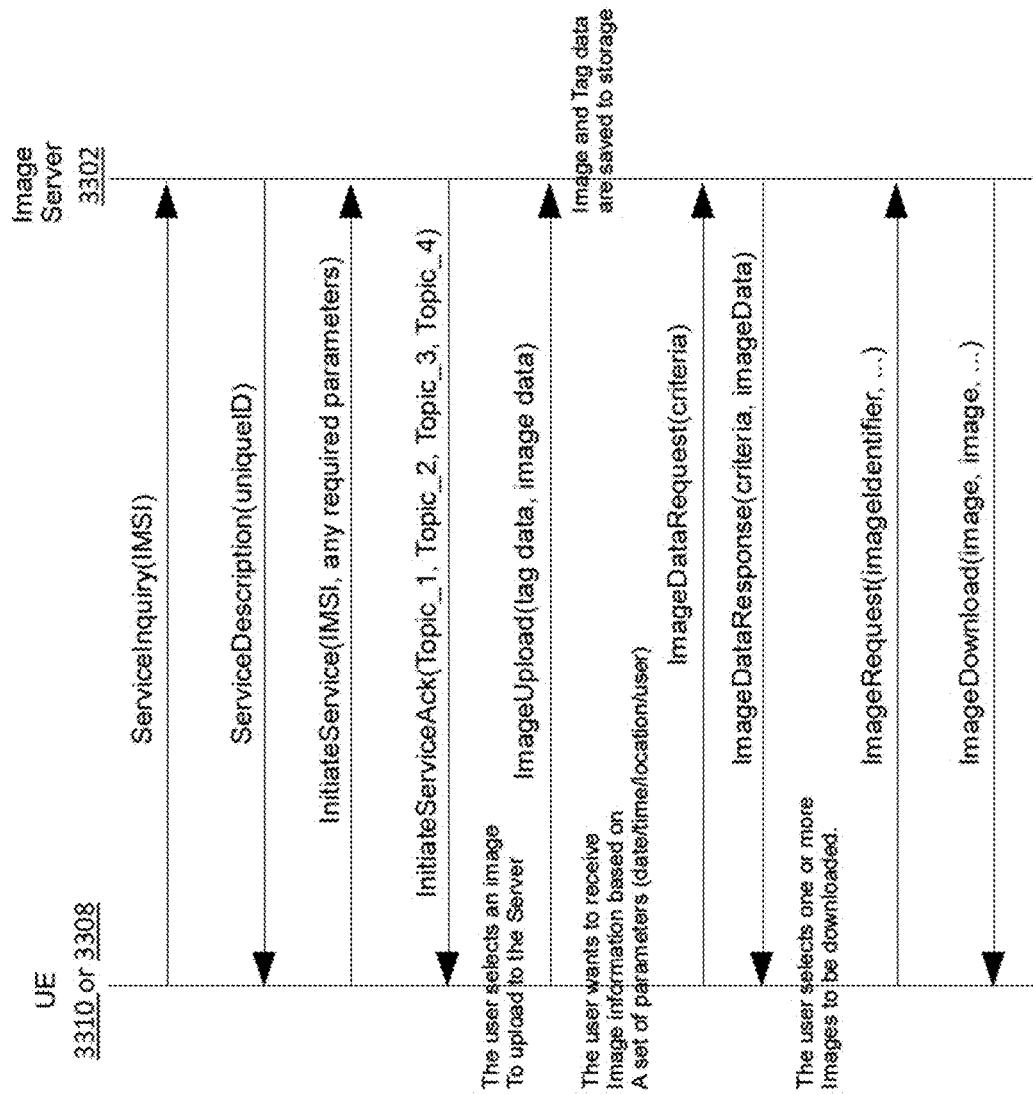 UE
3310 or 3308
Image
Server
3302
ServiceInquiry(IMSI)
ServiceDescription(uniqueID)
InitiateService(IMSI, any required parameters)
InitiateServiceAck(Topic_1, Topic_2, Topic_3, Topic_4)
The user selects an image
To upload to the Server
ImageUpload(tag data, image data)
Image and Tag data
are saved to storage
The user wants to receive
Image information based on
A set of parameters (date/time/location/user)
ImageDataRequest(criteria)
ImageDataResponse(criteria, imageData)
The user selects one or more
Images to be downloaded.
ImageRequest(imageIdentifier, ...)
ImageDownload(image, image, ...)